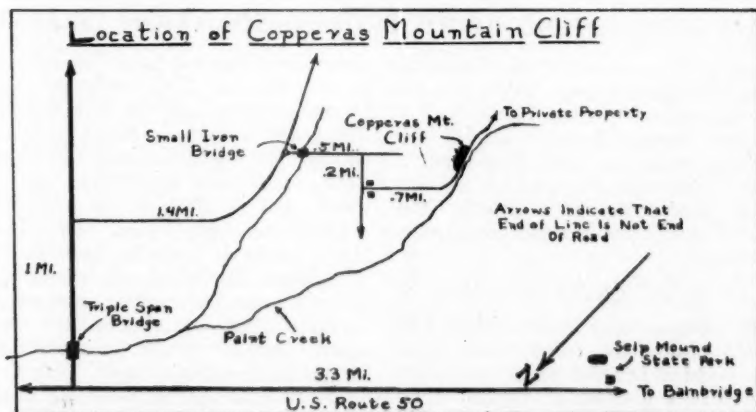 Location of Copperas Mountain Cliff
To Private Property
Copperas Mt.
Cliff
Small Iron
Bridge
.5 Mi.
.2 Mi.
.7 Mi.
1.4 Mi.
Arrows Indicate That
End of Line Is Not End
Of Road
1 Mi.
Triple Span
Bridge
Paint Creek
Seip Mound
State Park
3.3 Mi.
To Bainbridge
U.S. Route 50